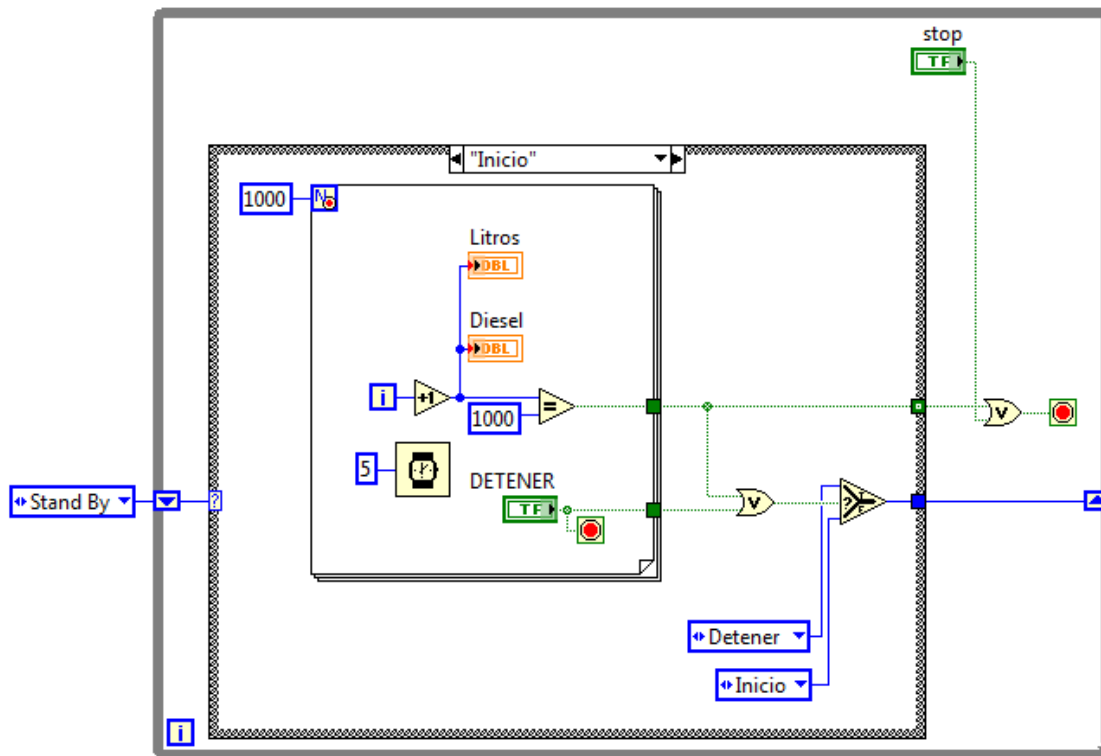 stop
TF
"Inicio"
1000
N
Litros
DBL
Diesel
DBL
i
+1
1000
=
V
5
DETENER
TF
V
?
T
F
Stand By
?
Detener
Inicio
i